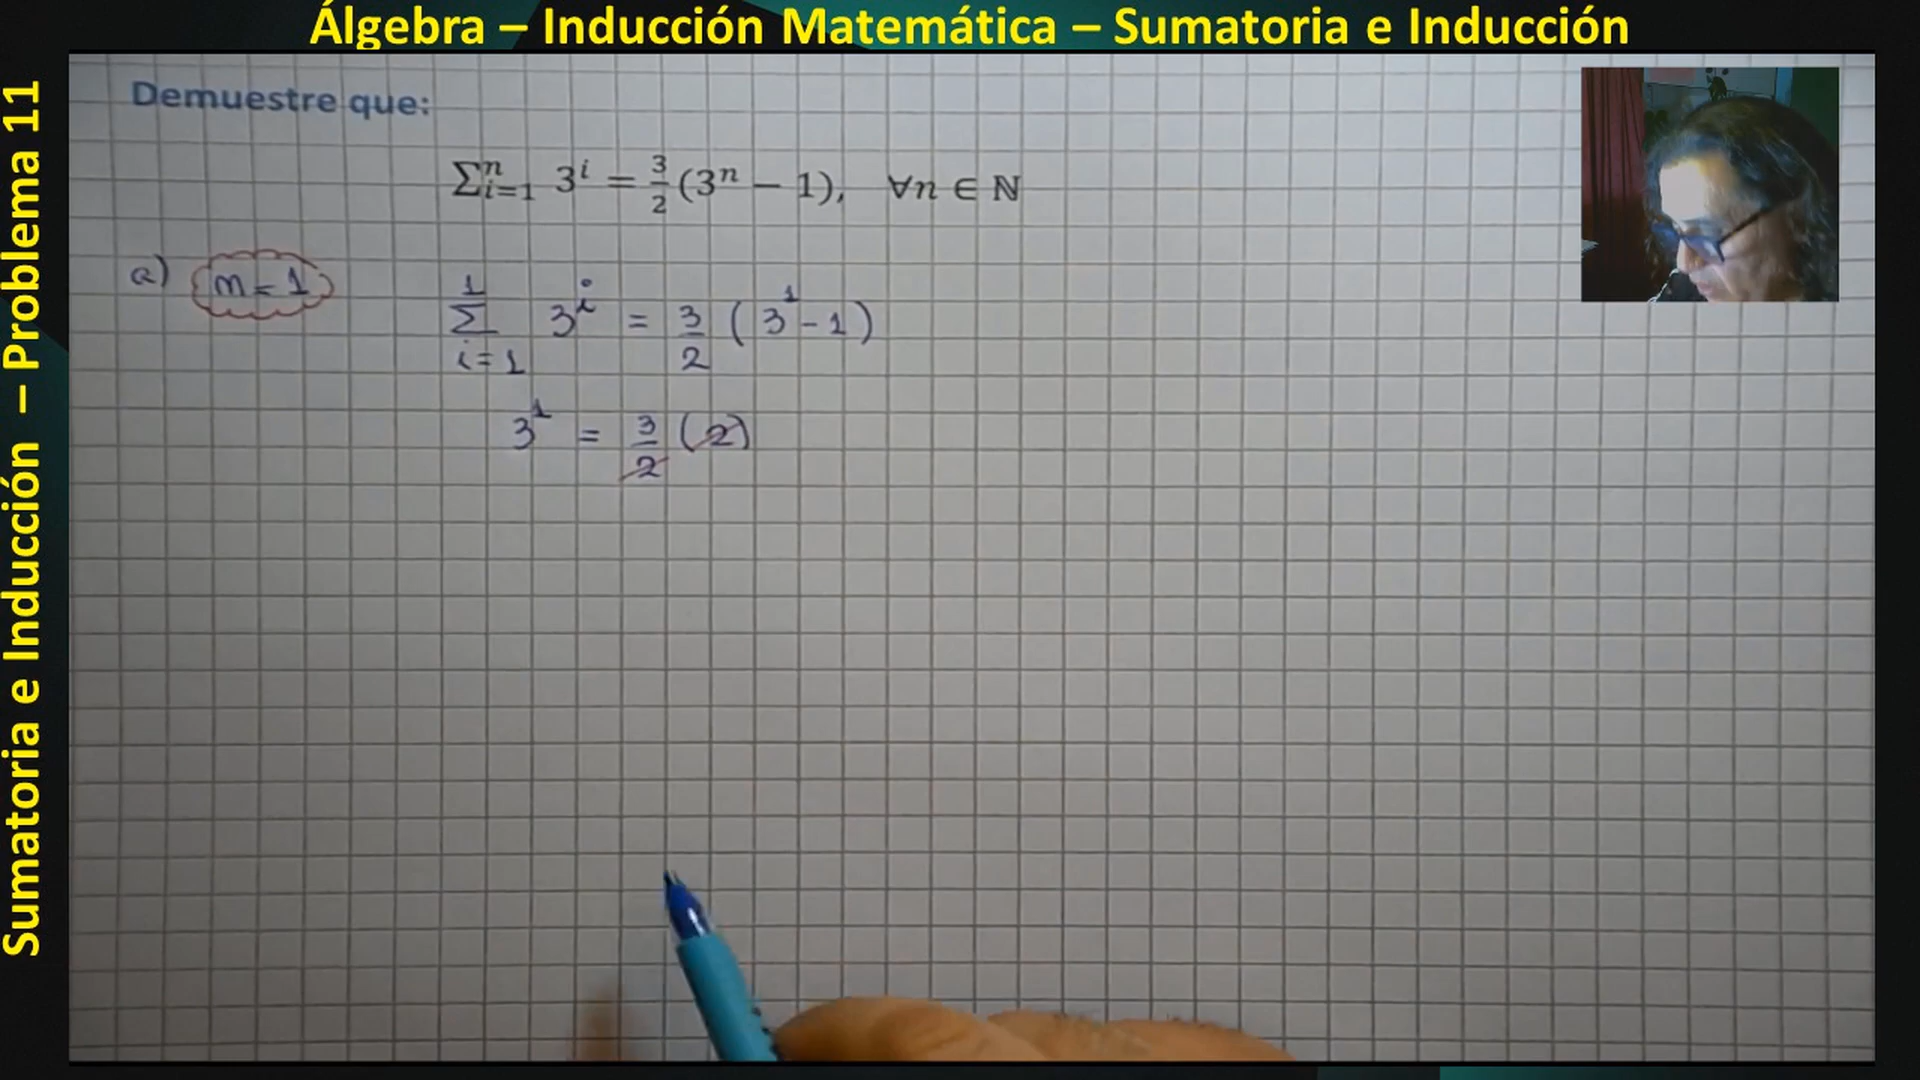 Álgebra – Inducción Matemática – Sumatoria e Inducción
Sumatoria e Inducción – Problema 11
Demuestre que:
∑ⁿᵢ₌₁ 3ⁱ = 3/2 (3ⁿ − 1), ∀n ∈ ℕ
a) n = 1
∑¹ᵢ₌₁ 3ⁱ = 3/2 (3¹ - 1)
3¹ = 3/2 (2)